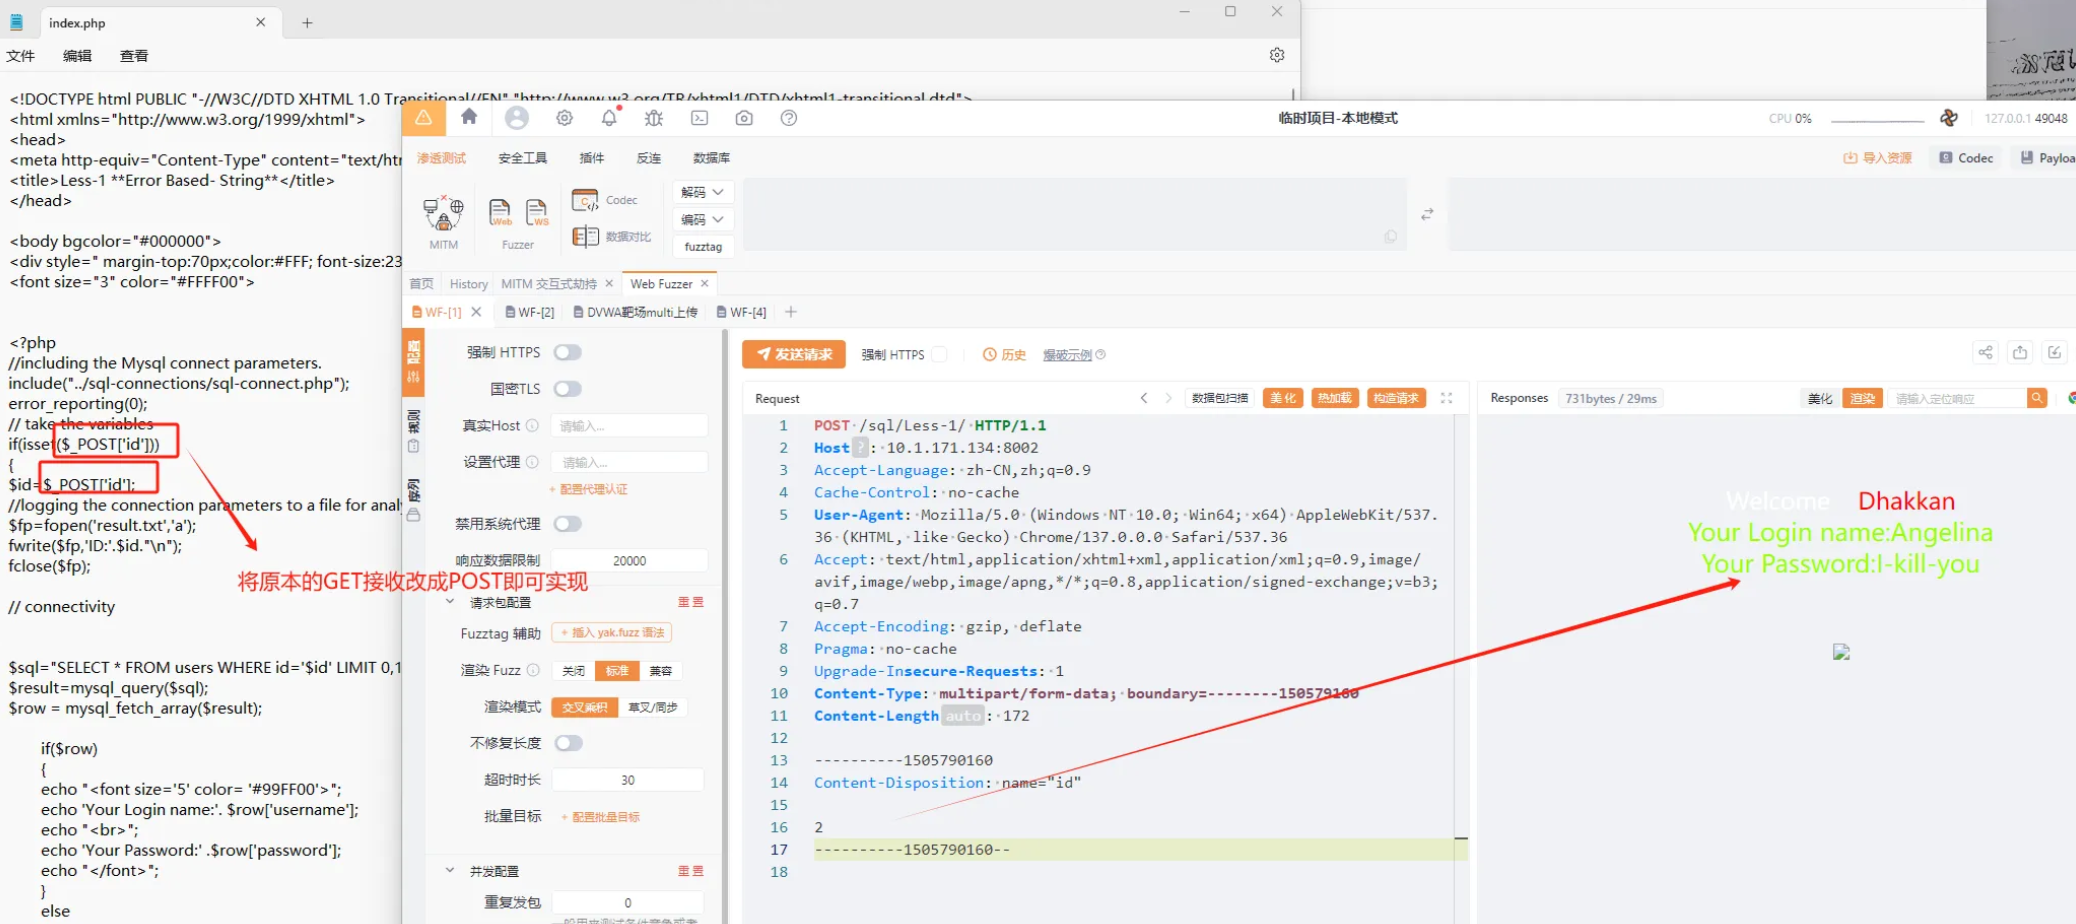 index.php
文件 编辑 查看
<!DOCTYPE html PUBLIC "-//W3C//DTD XHTML 1.0 Transitional//EN" "http://www.w3.org/TR/xhtml1/DTD/xhtml1-transitional.dtd">
<html xmlns="http://www.w3.org/1999/xhtml">
<head>
<meta http-equiv="Content-Type" content="text/htm
<title>Less-1 **Error Based- String**</title>
</head>
<body bgcolor="#000000">
<div style=" margin-top:70px;color:#FFF; font-size:23
<font size="3" color="#FFFF00">
<?php
//including the Mysql connect parameters.
include("../sql-connections/sql-connect.php");
error_reporting(0);
// take the variables
if(isset($_POST['id']))
{
$id=$_POST['id'];
//logging the connection parameters to a file for analy
$fp=fopen('result.txt','a');
fwrite($fp,'ID:'.$id."\n");
fclose($fp);
将原本的GET接收改成POST即可实现
// connectivity
$sql="SELECT * FROM users WHERE id='$id' LIMIT 0,1
$result=mysql_query($sql);
$row = mysql_fetch_array($result);
if($row)
{
echo "<font size='5' color= '#99FF00'>";
echo 'Your Login name:'. $row['username'];
echo "<br>";
echo 'Your Password:' .$row['password'];
echo "</font>";
}
else
临时项目-本地模式
CPU 0%
127.0.0.1 49048
渗透测试 安全工具 插件 反连 数据库
导入资源 Codec Payloa
MITM
Web
WS
Fuzzer
Codec
数据对比
解码
编码
fuzztag
首页 History MITM 交互式劫持 Web Fuzzer
WF-[1] WF-[2] DVWA靶场multi上传 WF-[4]
配置
规则
序列
强制 HTTPS
国密TLS
真实Host 请输入...
设置代理 请输入...
+ 配置代理认证
禁用系统代理
响应数据限制 20000
请求包配置 重置
Fuzztag 辅助 + 插入 yak.fuzz 语法
渲染 Fuzz 关闭 标准 兼容
渲染模式 交叉乘积 草叉/同步
不修复长度
超时时长 30
批量目标 + 配置批量目标
并发配置 重置
重复发包 0
发送请求 强制 HTTPS 历史 爆破示例
Request 数据包扫描 美化 热加载 构造请求
1 POST /sql/Less-1/ HTTP/1.1
2 Host ? : 10.1.171.134:8002
3 Accept-Language: zh-CN,zh;q=0.9
4 Cache-Control: no-cache
5 User-Agent: Mozilla/5.0 (Windows NT 10.0; Win64; x64) AppleWebKit/537.
36 (KHTML, like Gecko) Chrome/137.0.0.0 Safari/537.36
6 Accept: text/html,application/xhtml+xml,application/xml;q=0.9,image/
avif,image/webp,image/apng,*/*;q=0.8,application/signed-exchange;v=b3;
q=0.7
7 Accept-Encoding: gzip, deflate
8 Pragma: no-cache
9 Upgrade-Insecure-Requests: 1
10 Content-Type: multipart/form-data; boundary=--------150579160
11 Content-Length auto : 172
12
13 ----------1505790160
14 Content-Disposition: name="id"
15
16 2
17 ----------1505790160--
18
Responses 731bytes / 29ms 美化 渲染 请输入定位响应
Welcome Dhakkan
Your Login name:Angelina
Your Password:I-kill-you